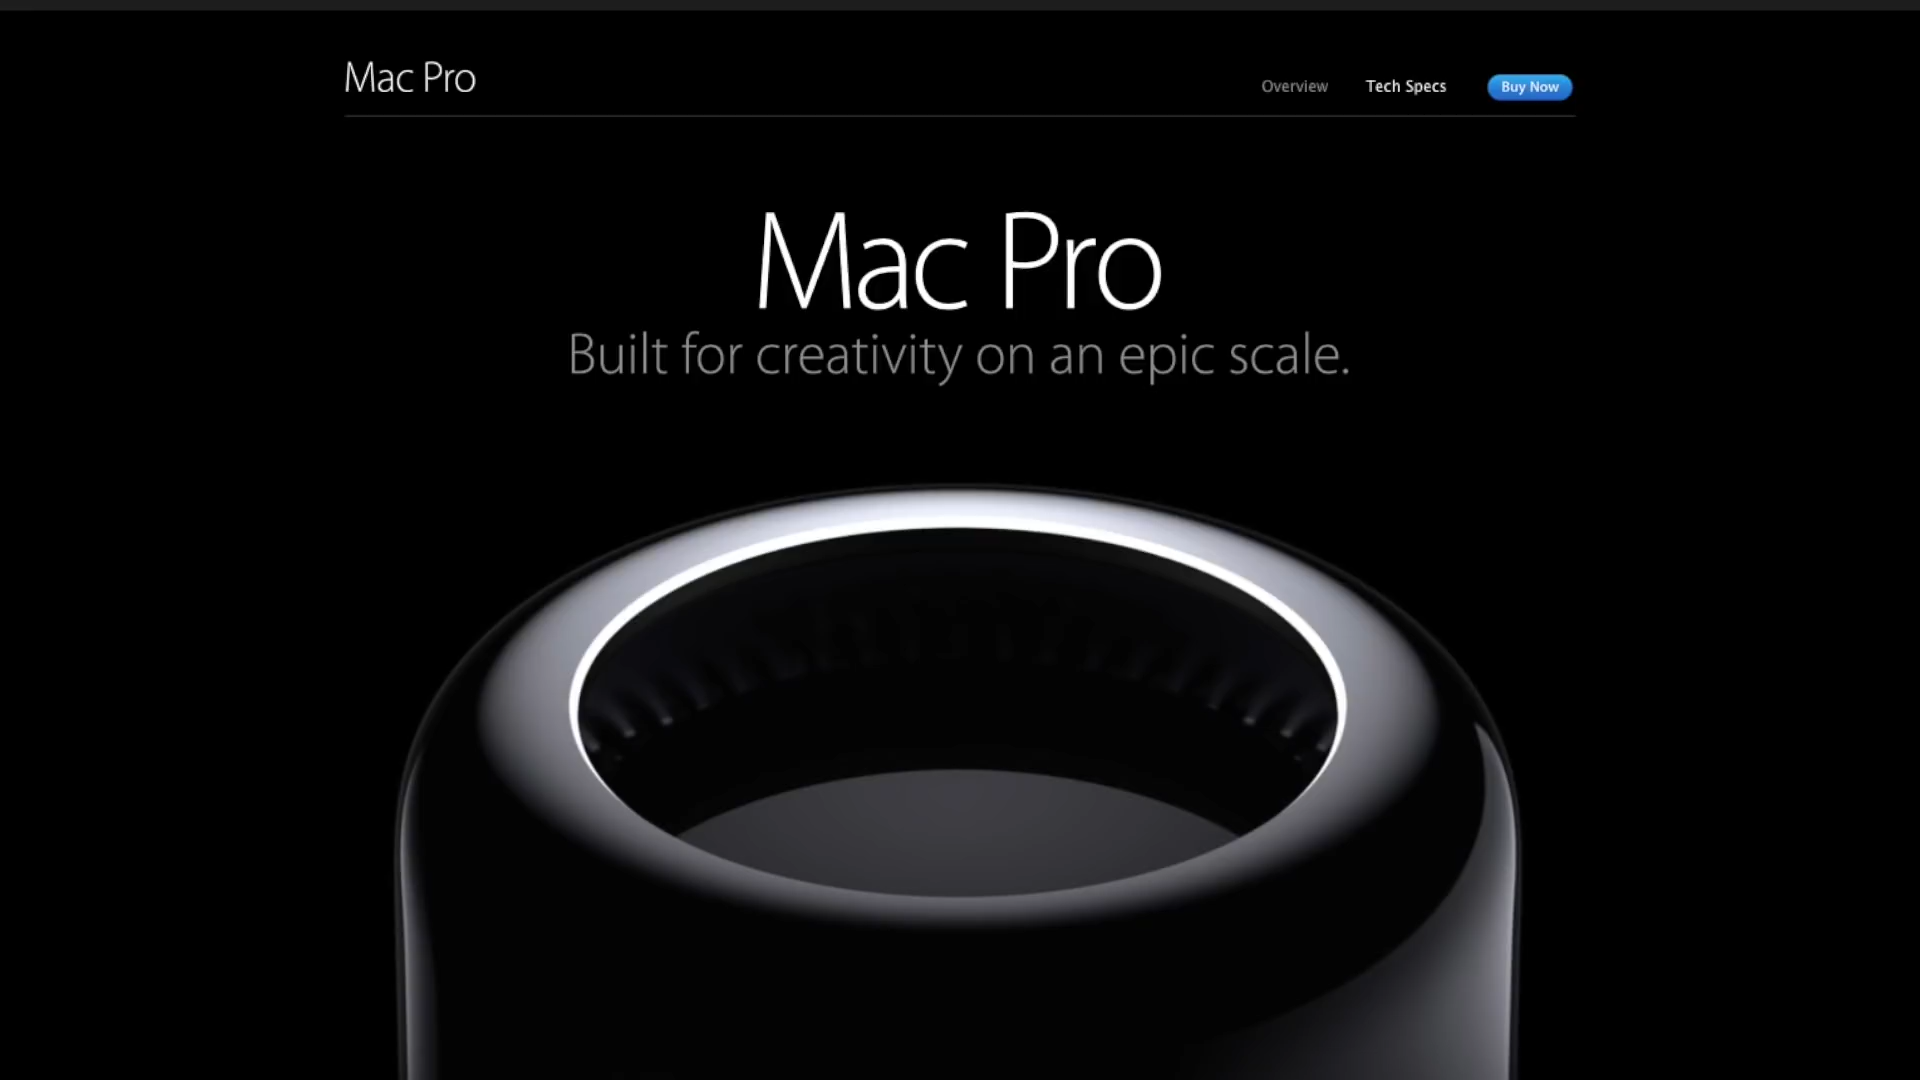 Mac Pro
Overview Tech Specs Buy Now
Mac Pro
Built for creativity on an epic scale.